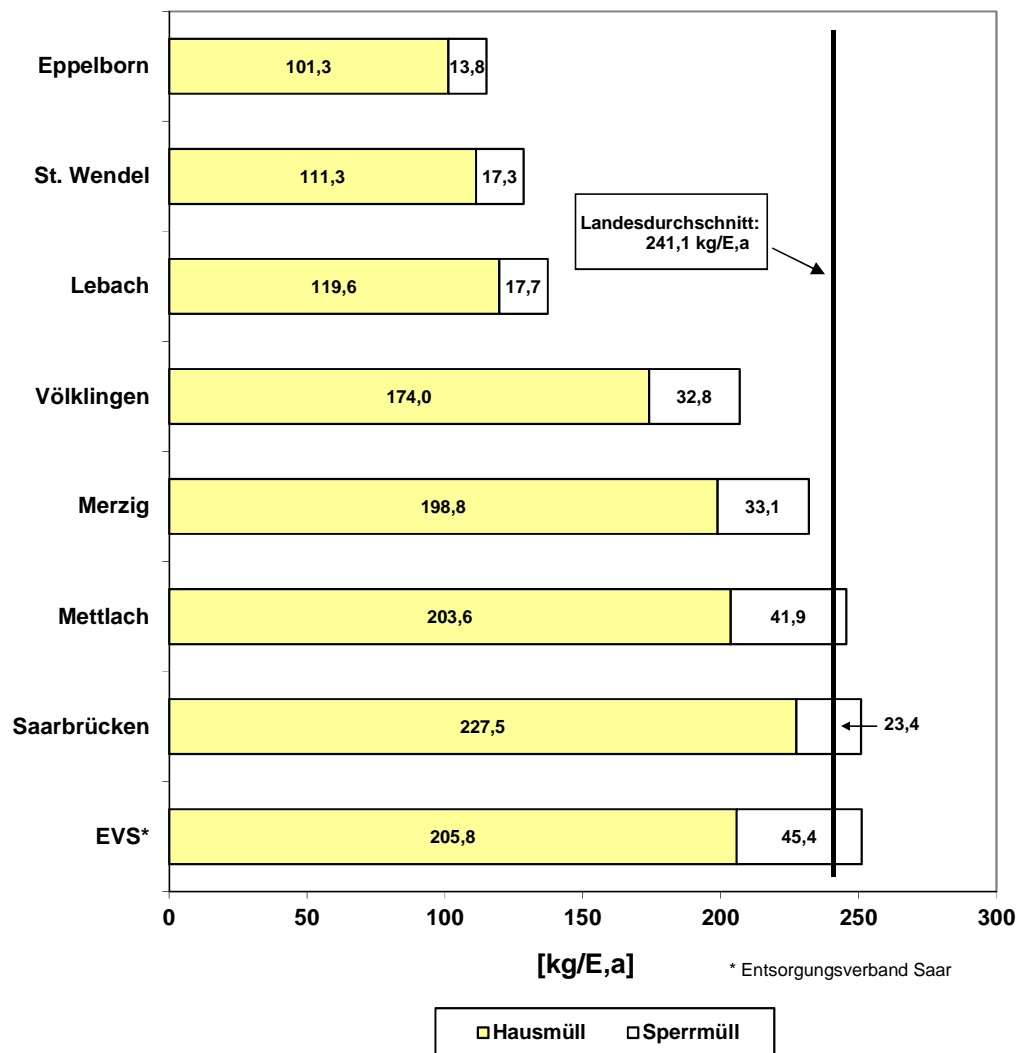 Eppelborn
101,3
13,8
St. Wendel
111,3
17,3
Landesdurchschnitt:
241,1 kg/E,a
Lebach
119,6
17,7
Völklingen
174,0
32,8
Merzig
198,8
33,1
Mettlach
203,6
41,9
Saarbrücken
227,5
23,4
EVS*
205,8
45,4
0 50 100 150 200 250 300
[kg/E,a]
* Entsorgungsverband Saar
Hausmüll Sperrmüll